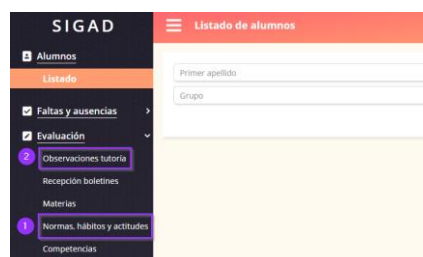 SIGAD
Listado de alumnos
Alumnos
Listado
Primer apellido
Grupo
Faltas y ausencias
Evaluación
2 Observaciones tutoría
Recepción boletines
Materias
1 Normas, hábitos y actitudes
Competencias